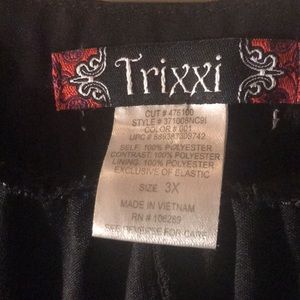 Trixxi
CUT # 476100
STYLE # 371006NC9I
COLOR # 001
UPC #
SELF: 100% POLYESTER
CONTRAST: 100% POLYESTER
LINING: 100% POLYESTER
EXCLUSIVE OF ELASTIC
SIZE: 3X
MADE IN VIETNAM
RN # 106289
SEE REVERSE FOR CARE